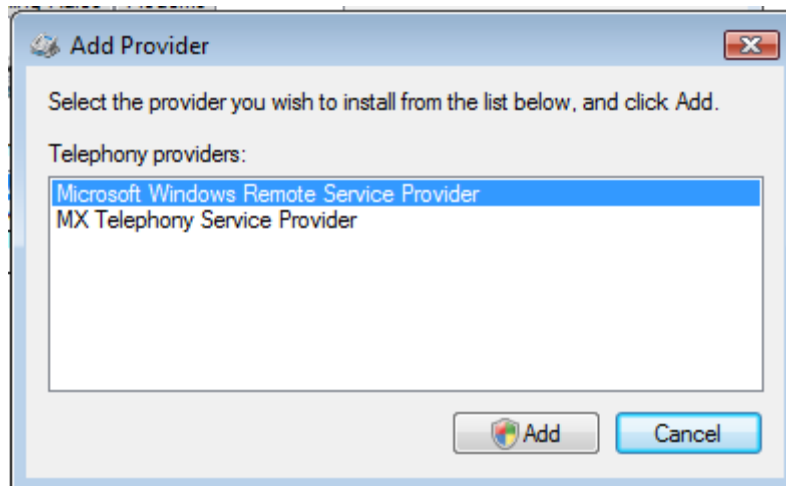 Add Provider
Select the provider you wish to install from the list below, and click Add.
Telephony providers:
Microsoft Windows Remote Service Provider
MX Telephony Service Provider
Add
Cancel